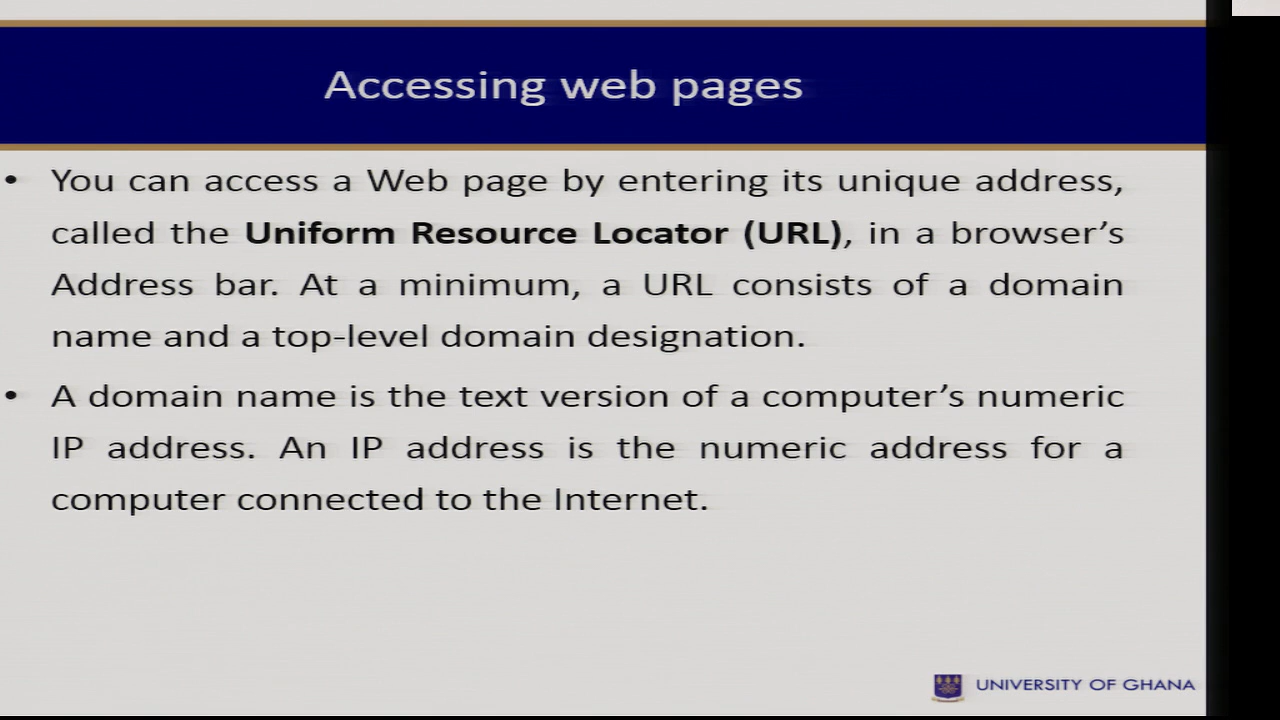 Accessing web pages
• You can access a Web page by entering its unique address,
called the Uniform Resource Locator (URL), in a browser’s
Address bar. At a minimum, a URL consists of a domain
name and a top-level domain designation.
• A domain name is the text version of a computer’s numeric
IP address. An IP address is the numeric address for a
computer connected to the Internet.
UNIVERSITY OF GHANA